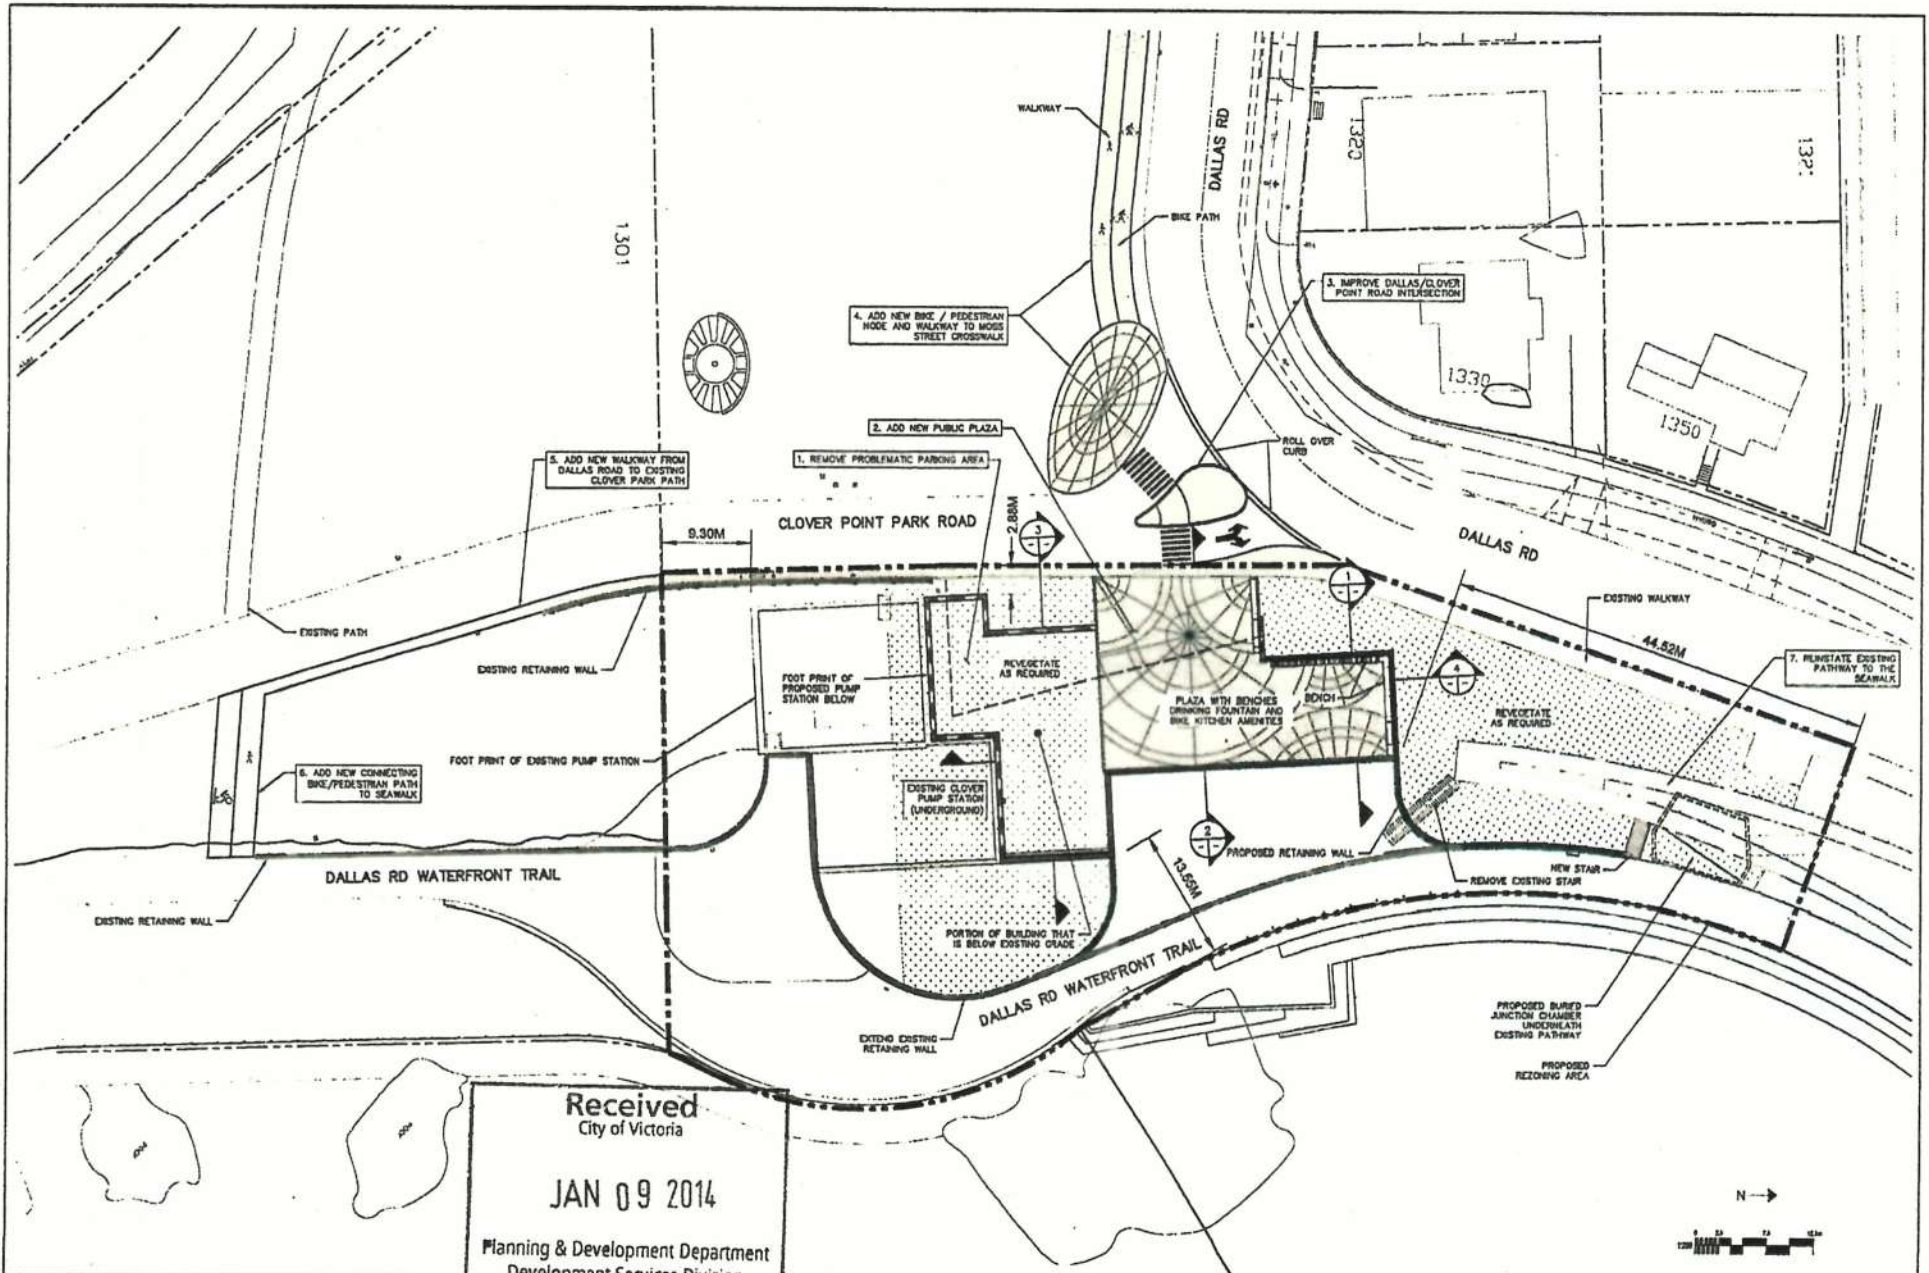 WALKWAY
DALLAS RD
1320
132
BIKE PATH
1301
3. IMPROVE DALLAS/CLOVER
POINT ROAD INTERSECTION
4. ADD NEW BIKE / PEDESTRIAN
NODE AND WALKWAY TO MOSS
STREET CROSSWALK
1330
1350
2. ADD NEW PUBLIC PLAZA
ROLL OVER
CURB
1. REMOVE PROBLEMATIC PARKING AREA
5. ADD NEW WALKWAY FROM
DALLAS ROAD TO EXISTING
CLOVER PARK PATH
CLOVER POINT PARK ROAD
9.30M
2.88M
3
DALLAS RD
1
EXISTING WALKWAY
EXISTING PATH
44.52M
EXISTING RETAINING WALL
7. REINSTATE EXISTING
PATHWAY TO THE
SEAWALK
FOOT PRINT OF
PROPOSED PUMP
STATION BELOW
REVEGETATE
AS REQUIRED
PLAZA WITH BENCHES
DRINKING FOUNTAIN AND
BIKE KITCHEN AMENITIES
BENCH
4
REVEGETATE
AS REQUIRED
FOOT PRINT OF EXISTING PUMP STATION
6. ADD NEW CONNECTING
BIKE/PEDESTRIAN PATH
TO SEAWALK
EXISTING CLOVER
PUMP STATION
(UNDERGROUND)
2
PROPOSED RETAINING WALL
13.55M
NEW STAIR
REMOVE EXISTING STAIR
DALLAS RD WATERFRONT TRAIL
EXISTING RETAINING WALL
PORTION OF BUILDING THAT
IS BELOW EXISTING GRADE
DALLAS RD WATERFRONT TRAIL
EXTEND EXISTING
RETAINING WALL
PROPOSED BURIED
JUNCTION CHAMBER
UNDERNEATH
EXISTING PATHWAY
PROPOSED
REZONING AREA
Received
City of Victoria
JAN 09 2014
Planning & Development Department
Development Services Division
N